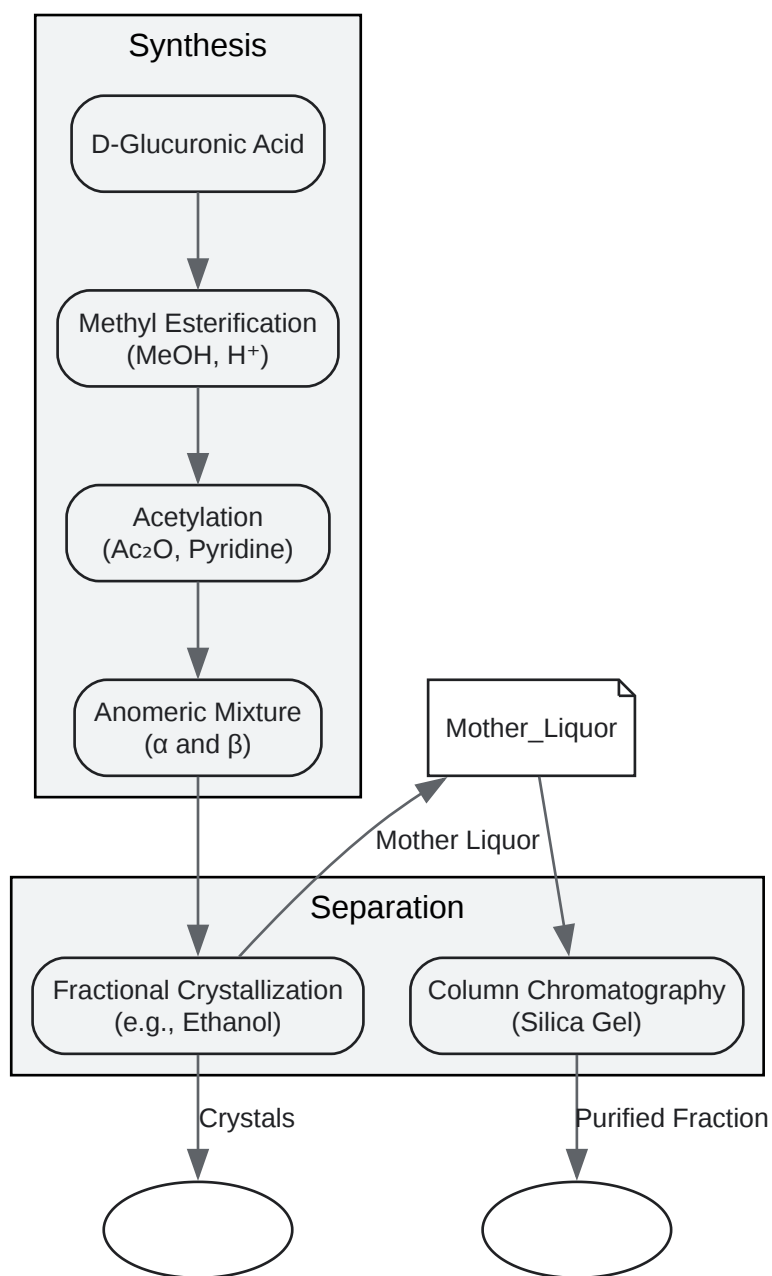 Synthesis
D-Glucuronic Acid
Methyl Esterification
(MeOH, H⁺)
Acetylation
(Ac₂O, Pyridine)
Anomeric Mixture
(α and β)
Mother_Liquor
Mother Liquor
Separation
Fractional Crystallization
(e.g., Ethanol)
Column Chromatography
(Silica Gel)
Crystals
Purified Fraction